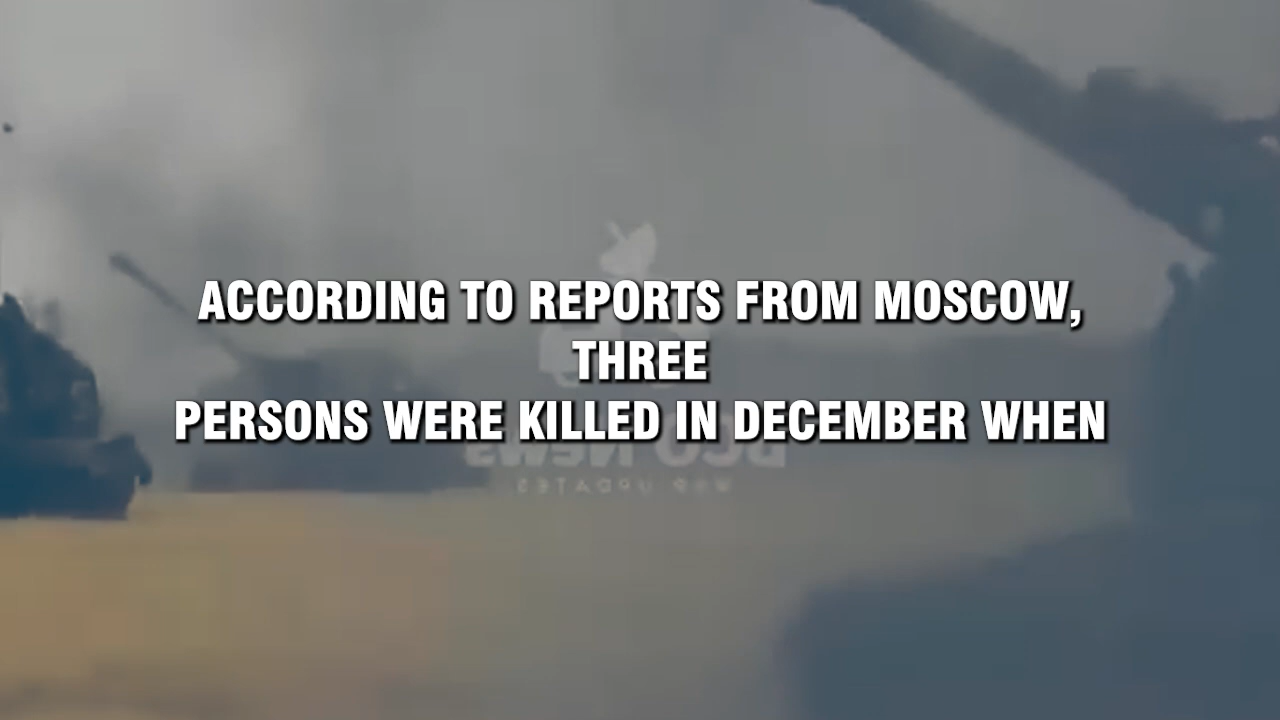 ACCORDING TO REPORTS FROM MOSCOW,
THREE
PERSONS WERE KILLED IN DECEMBER WHEN